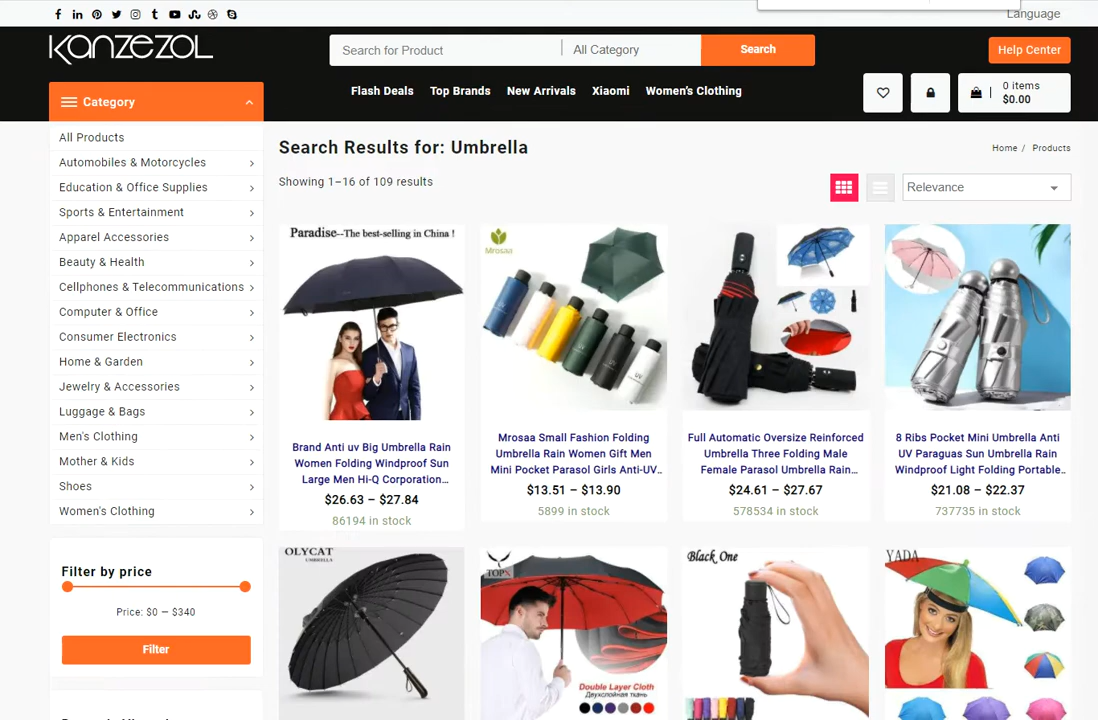 Language
KANZEZOL
Search for Product
All Category
Search
Help Center
Category
Flash Deals
Top Brands
New Arrivals
Xiaomi
Women's Clothing
0 items
$0.00
All Products
Automobiles & Motorcycles
Education & Office Supplies
Sports & Entertainment
Apparel Accessories
Beauty & Health
Cellphones & Telecommunications
Computer & Office
Consumer Electronics
Home & Garden
Jewelry & Accessories
Luggage & Bags
Men's Clothing
Mother & Kids
Shoes
Women's Clothing
Filter by price
Price: $0 — $340
Filter
Search Results for: Umbrella
Home / Products
Showing 1–16 of 109 results
Relevance
Paradise--The best-selling in China !
Brand Anti uv Big Umbrella Rain
Women Folding Windproof Sun
Large Men Hi-Q Corporation…
$26.63 – $27.84
86194 in stock
Mrosaa
UV
UV
Mrosaa Small Fashion Folding
Umbrella Rain Women Gift Men
Mini Pocket Parasol Girls Anti-UV…
$13.51 – $13.90
5899 in stock
Full Automatic Oversize Reinforced
Umbrella Three Folding Male
Female Parasol Umbrella Rain…
$24.61 – $27.67
578534 in stock
8 Ribs Pocket Mini Umbrella Anti
UV Paraguas Sun Umbrella Rain
Windproof Light Folding Portable…
$21.08 – $22.37
737735 in stock
OLYCAT
UMBRELLA
TOPX
Double Layer Cloth
Двухслойная ткань
Black One
YADA